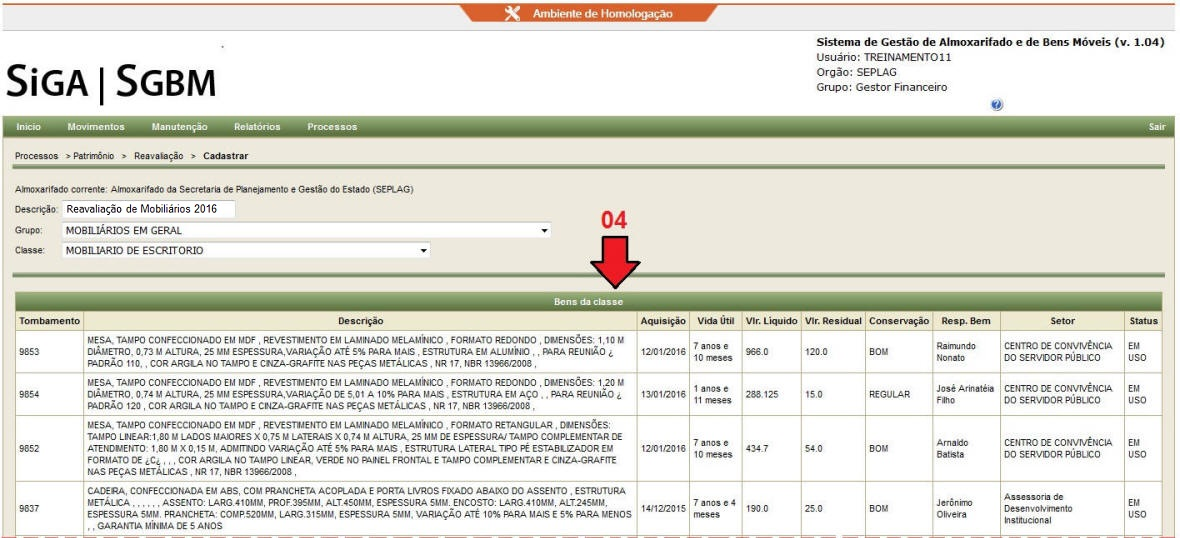 Ambiente de Homologação
Sistema de Gestão de Almoxarifado e de Bens Móveis (v. 1.04)
Usuário: TREINAMENTO11
Orgão: SEPLAG
Grupo: Gestor Financeiro
SIGA | SGBM
Inicio Movimentos Manutenção Relatórios Processos Sair
Processos > Patrimônio > Reavaliação > Cadastrar
Almoxarifado corrente: Almoxarifado da Secretaria de Planejamento e Gestão do Estado (SEPLAG)
Descrição: Reavaliação de Mobiliários 2016
Grupo: MOBILIÁRIOS EM GERAL
04
Classe: MOBILIARIO DE ESCRITORIO
Bens da classe
Tombamento Descrição Aquisição Vida Útil Vlr. Liquido Vlr. Residual Conservação Resp. Bem Setor Status
9853
MESA, TAMPO CONFECCIONADO EM MDF , REVESTIMENTO EM LAMINADO MELAMÍNICO , FORMATO REDONDO , DIMENSÕES: 1,10 M
DIÂMETRO, 0,73 M ALTURA, 25 MM ESPESSURA,VARIAÇÃO ATÉ 5% PARA MAIS , ESTRUTURA EM ALUMÍNIO , , PARA REUNIÃO ¿
PADRÃO 110, , COR ARGILA NO TAMPO E CINZA-GRAFITE NAS PEÇAS METÁLICAS , NR 17, NBR 13966/2008 ,
12/01/2016
7 anos e
10 meses
966.0
120.0
BOM
Raimundo
Nonato
CENTRO DE CONVIVÊNCIA
DO SERVIDOR PÚBLICO
EM
USO
9854
MESA, TAMPO CONFECCIONADO EM MDF , REVESTIMENTO EM LAMINADO MELAMÍNICO , FORMATO REDONDO , DIMENSÕES: 1,20 M
DIÂMETRO, 0,74 M ALTURA, 25 MM ESPESSURA,VARIAÇÃO DE 5,01 A 10% PARA MAIS , ESTRUTURA EM AÇO , , PARA REUNIÃO ¿
PADRÃO 120 , COR ARGILA NO TAMPO E CINZA-GRAFITE NAS PEÇAS METÁLICAS , NR 17, NBR 13966/2008 ,
13/01/2016
1 anos e
11 meses
288.125
15.0
REGULAR
José Arinatéia
Filho
CENTRO DE CONVIVÊNCIA
DO SERVIDOR PÚBLICO
EM
USO
9852
MESA, TAMPO CONFECCIONADO EM MDF , REVESTIMENTO EM LAMINADO MELAMÍNICO , FORMATO RETANGULAR , DIMENSÕES:
TAMPO LINEAR:1,80 M LADOS MAIORES X 0,75 M LATERAIS X 0,74 M ALTURA, 25 MM DE ESPESSURA/ TAMPO COMPLEMENTAR DE
ATENDIMENTO: 1,80 M X 0,15 M, ADMITINDO VARIAÇÃO ATÉ 5% PARA MAIS , ESTRUTURA LATERAL TIPO PÉ ESTABILIZADOR EM
FORMATO DE ¿C¿ , , , COR ARGILA NO TAMPO LINEAR, VERDE NO PAINEL FRONTAL E TAMPO COMPLEMENTAR E CINZA-GRAFITE
NAS PEÇAS METÁLICAS , NR 17, NBR 13966/2008 ,
12/01/2016
7 anos e
10 meses
434.7
54.0
BOM
Arnaldo
Batista
CENTRO DE CONVIVÊNCIA
DO SERVIDOR PÚBLICO
EM
USO
9837
CADEIRA, CONFECCIONADA EM ABS, COM PRANCHETA ACOPLADA E PORTA LIVROS FIXADO ABAIXO DO ASSENTO , ESTRUTURA
METÁLICA , , , , , , ASSENTO: LARG.410MM, PROF.395MM, ALT.450MM, ESPESSURA 5MM. ENCOSTO: LARG.410MM, ALT.245MM,
ESPESSURA 5MM. PRANCHETA: COMP.520MM, LARG.315MM, ESPESSURA 5MM, VARIAÇÃO ATÉ 10% PARA MAIS E 5% PARA MENOS
, , GARANTIA MÍNIMA DE 5 ANOS
14/12/2015
7 anos e 4
meses
190.0
25.0
BOM
Jerônimo
Oliveira
Assessoria de
Desenvolvimento
Institucional
EM
USO